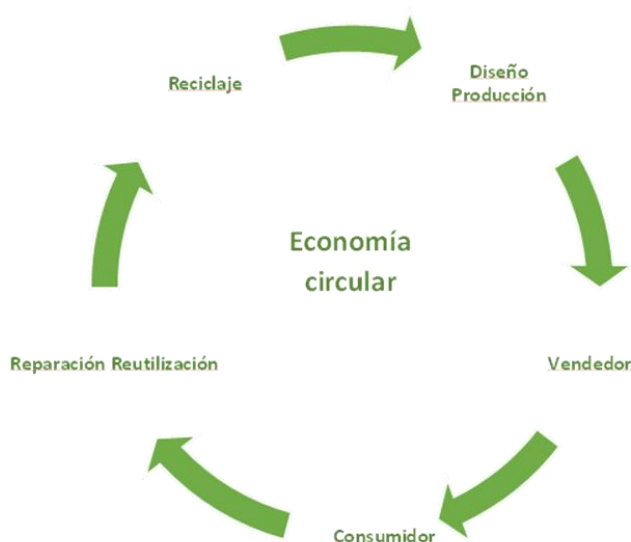 Reciclaje
Diseño
Producción
Economía
circular
Reparación Reutilización
Vendedor
Consumidor